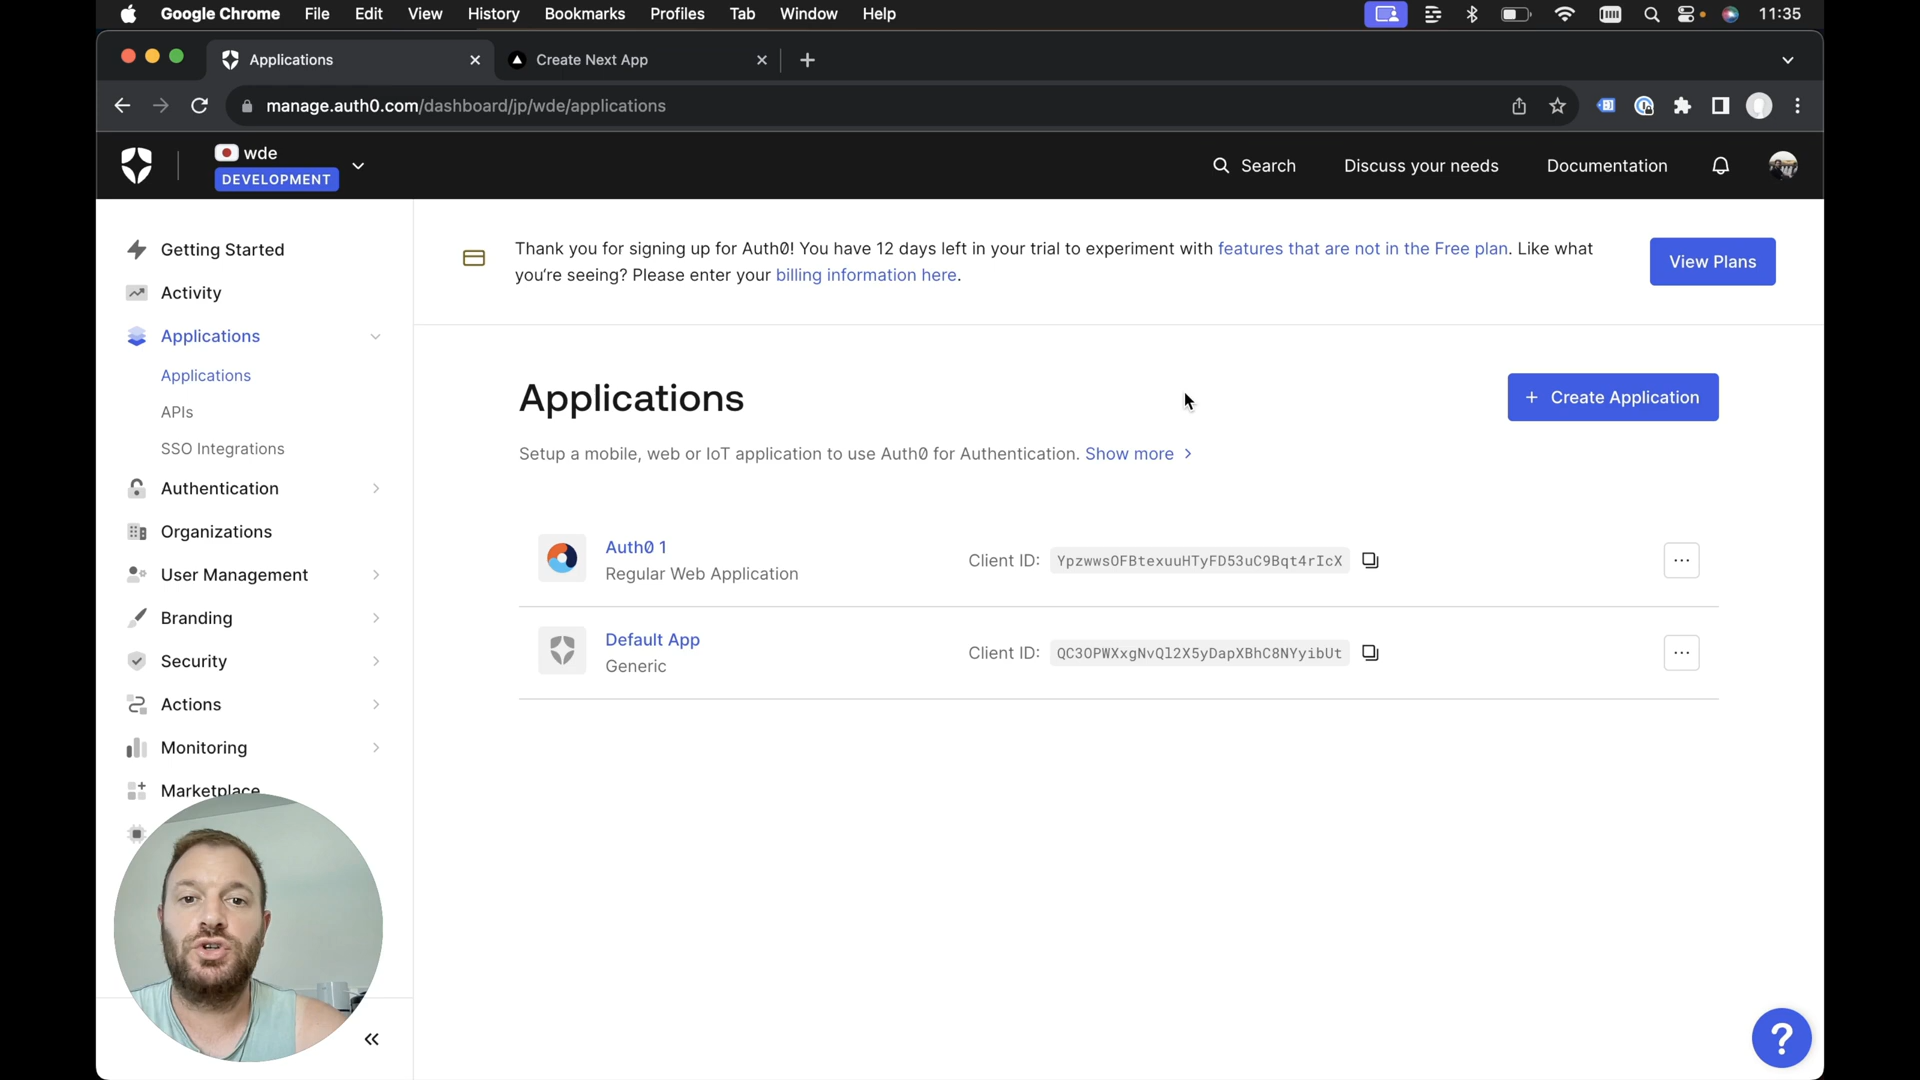 Google Chrome File Edit View History Bookmarks Profiles Tab Window Help 11:35
Applications Create Next App
manage.auth0.com/dashboard/jp/wde/applications
wde
DEVELOPMENT
Search Discuss your needs Documentation
Getting Started
Activity
Applications
Applications
APIs
SSO Integrations
Authentication
Organizations
User Management
Branding
Security
Actions
Monitoring
Marketplace
Thank you for signing up for Auth0! You have 12 days left in your trial to experiment with features that are not in the Free plan. Like what
you're seeing? Please enter your billing information here.
View Plans
Applications
+ Create Application
Setup a mobile, web or IoT application to use Auth0 for Authentication. Show more >
Auth0 1
Regular Web Application
Client ID: YpzwwsOFBtexuuHTyFD53uC9Bqt4rIcX
Default App
Generic
Client ID: QC3OPWXxgNvQl2X5yDapXBhC8NYyibUt
?